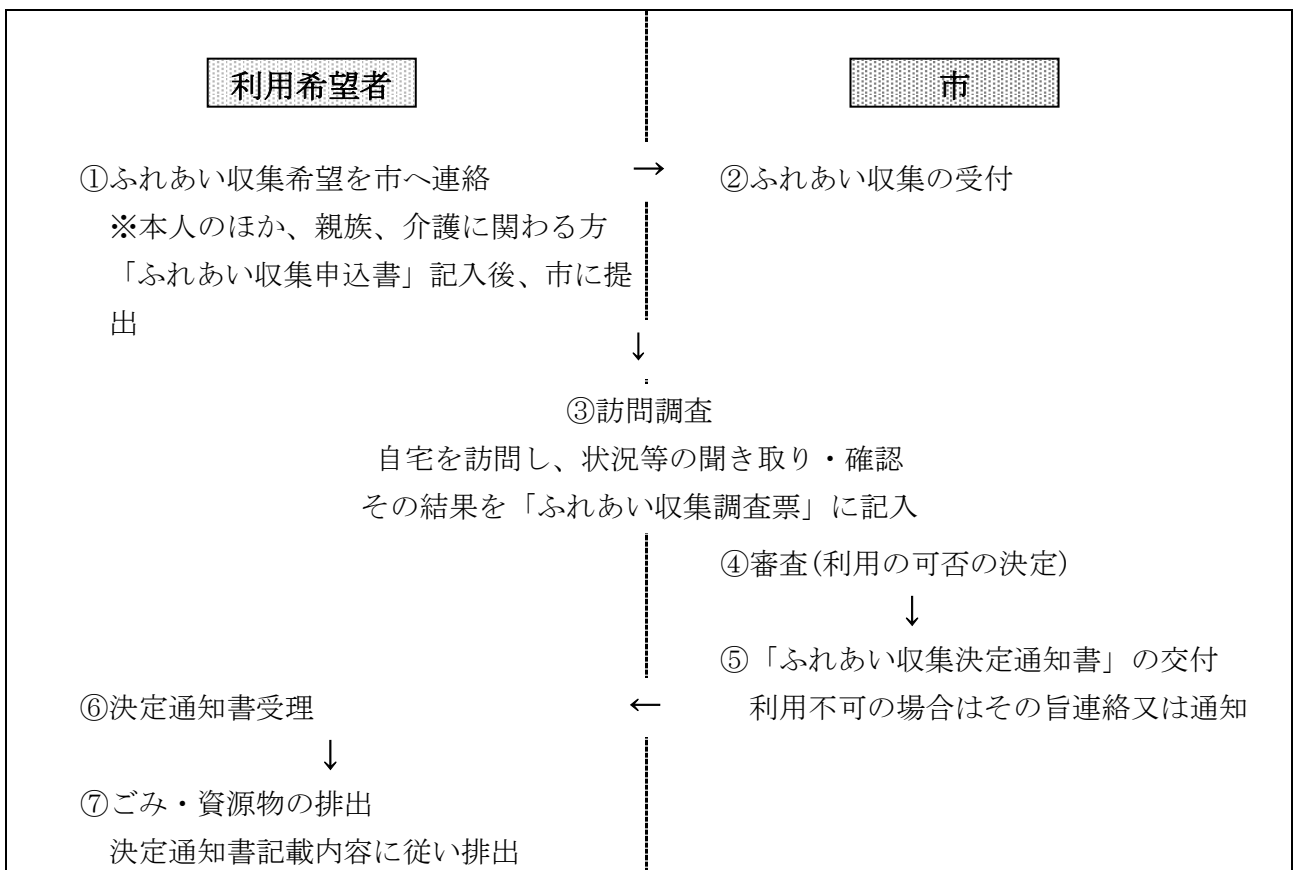 利用希望者
市
①ふれあい収集希望を市へ連絡
→
②ふれあい収集の受付
※本人のほか、親族、介護に関わる方
「ふれあい収集申込書」記入後、市に提
出
↓
③訪問調査
自宅を訪問し、状況等の聞き取り・確認
その結果を「ふれあい収集調査票」に記入
④審査(利用の可否の決定)
↓
⑤「ふれあい収集決定通知書」の交付
利用不可の場合はその旨連絡又は通知
←
⑥決定通知書受理
↓
⑦ごみ・資源物の排出
決定通知書記載内容に従い排出